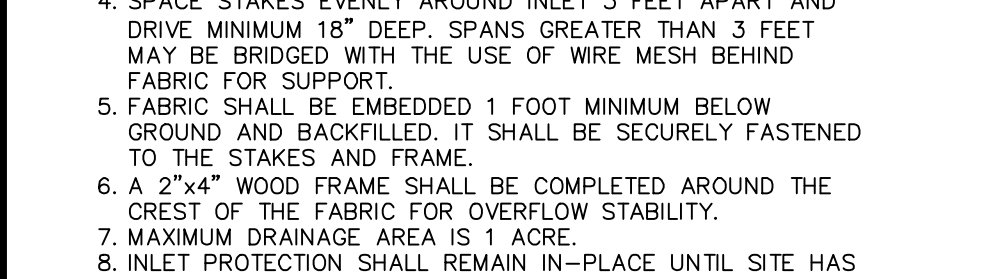 4. SPACE STAKES EVENLY AROUND INLET 3 FEET APART AND
DRIVE MINIMUM 18” DEEP. SPANS GREATER THAN 3 FEET
MAY BE BRIDGED WITH THE USE OF WIRE MESH BEHIND
FABRIC FOR SUPPORT.
5. FABRIC SHALL BE EMBEDDED 1 FOOT MINIMUM BELOW
GROUND AND BACKFILLED. IT SHALL BE SECURELY FASTENED
TO THE STAKES AND FRAME.
6. A 2”x4” WOOD FRAME SHALL BE COMPLETED AROUND THE
CREST OF THE FABRIC FOR OVERFLOW STABILITY.
7. MAXIMUM DRAINAGE AREA IS 1 ACRE.
8. INLET PROTECTION SHALL REMAIN IN–PLACE UNTIL SITE HAS